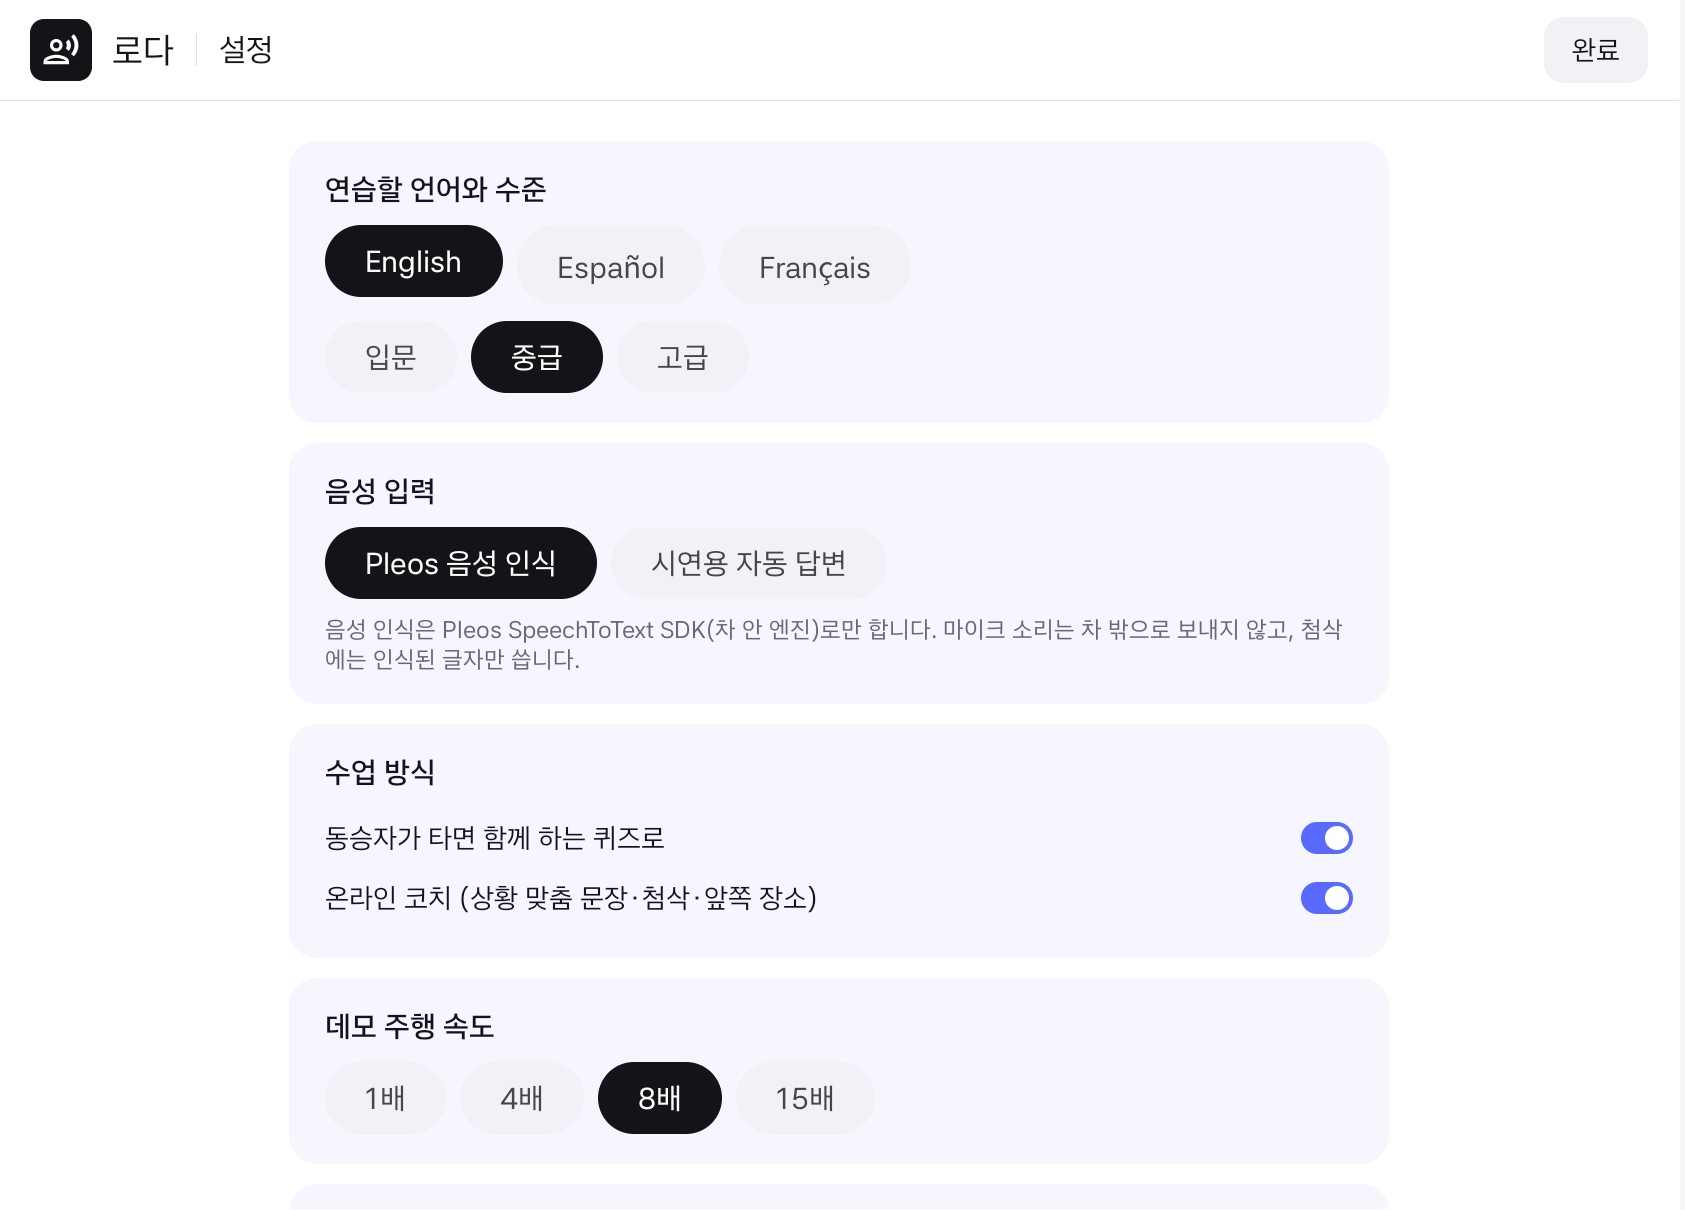 로다 설정 완료
연습할 언어와 수준
English Español Français
입문 중급 고급
음성 입력
Pleos 음성 인식 시연용 자동 답변
음성 인식은 Pleos SpeechToText SDK(차 안 엔진)로만 합니다. 마이크 소리는 차 밖으로 보내지 않고, 첨삭
에는 인식된 글자만 씁니다.
수업 방식
동승자가 타면 함께 하는 퀴즈로
온라인 코치 (상황 맞춤 문장·첨삭·앞쪽 장소)
데모 주행 속도
1배 4배 8배 15배